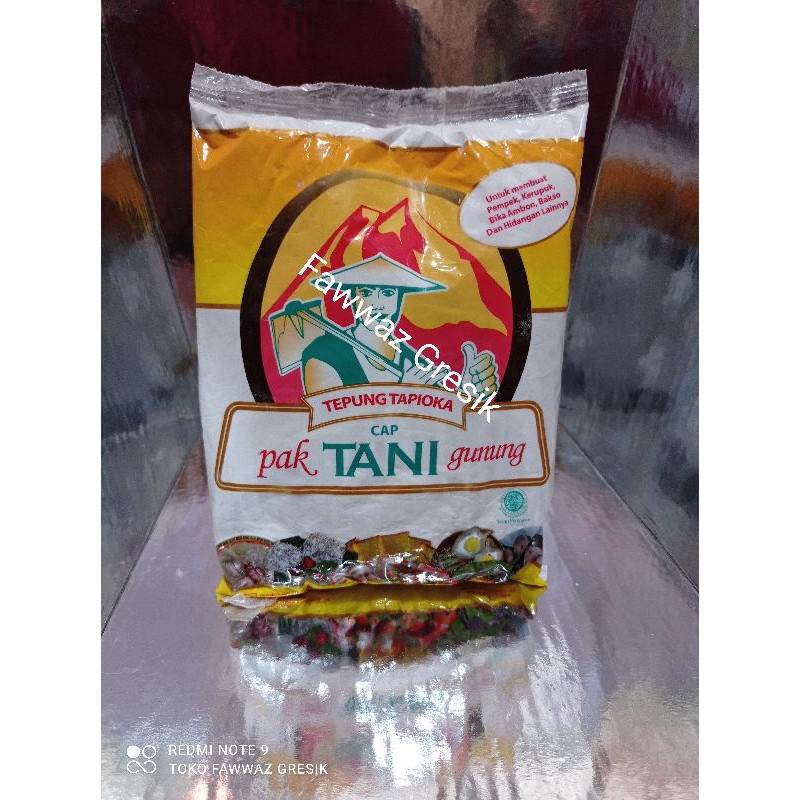 Untuk membuat
Pempek, Kerupuk,
Bika Ambon, Bakso
Dan Hidangan Lainnya
Fawwaz Gresik
TEPUNG TAPIOKA
CAP
pak TANI gunung
REDMI NOTE 9
TOKO FAWWAZ GRESIK